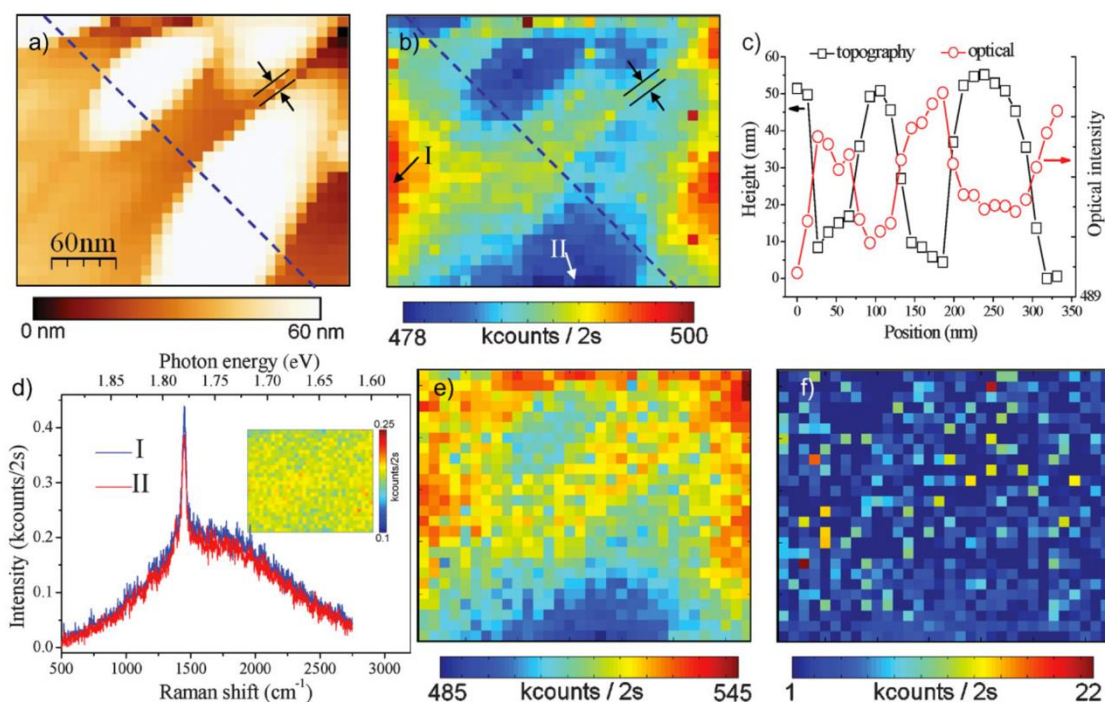 a)
60nm
0 nm 60 nm
b)
I
II
478 500
kcounts / 2s
c)
topography optical
60
50
40
30
20
10
0
Height (nm)
Optical intensity
489
0 50 100 150 200 250 300 350
Position (nm)
Photon energy (eV)
1.85 1.80 1.75 1.70 1.65 1.60
d)
I
II
0.4
0.3
0.2
0.1
0.0
Intensity (kcounts/2s)
0.25
kcounts/2s
0.1
500 1000 1500 2000 2500 3000
Raman shift (cm⁻¹)
e)
485 545
kcounts / 2s
f)
1 22
kcounts / 2s